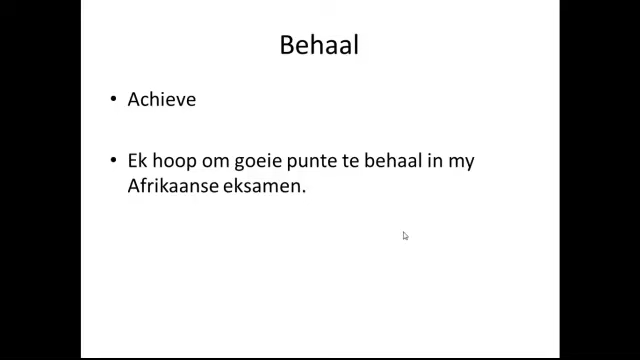 Behaal
• Achieve
• Ek hoop om goeie punte te behaal in my
Afrikaanse eksamen.